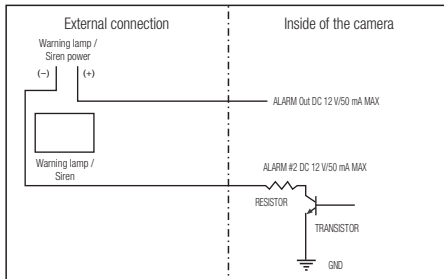 External connection
Inside of the camera
Warning lamp /
Siren power
(−) (+)
ALARM Out DC 12 V/50 mA MAX
Warning lamp /
Siren
ALARM #2 DC 12 V/50 mA MAX
RESISTOR
TRANSISTOR
GND